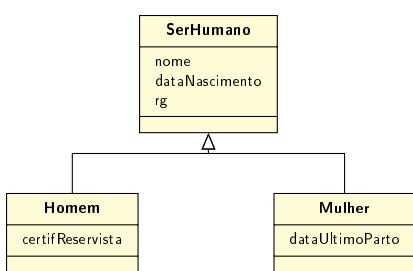 SerHumano
nome
dataNascimento
rg
Homem
certifReservista
Mulher
dataUltimoParto